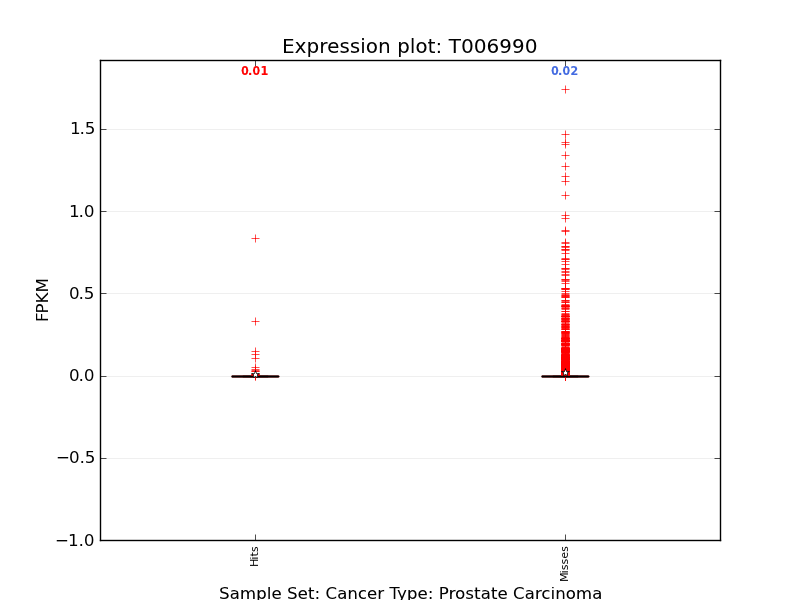 Expression plot: T006990
0.01
0.02
1.5
1.0
0.5
0.0
−0.5
−1.0
FPKM
Hits
Misses
Sample Set: Cancer Type: Prostate Carcinoma